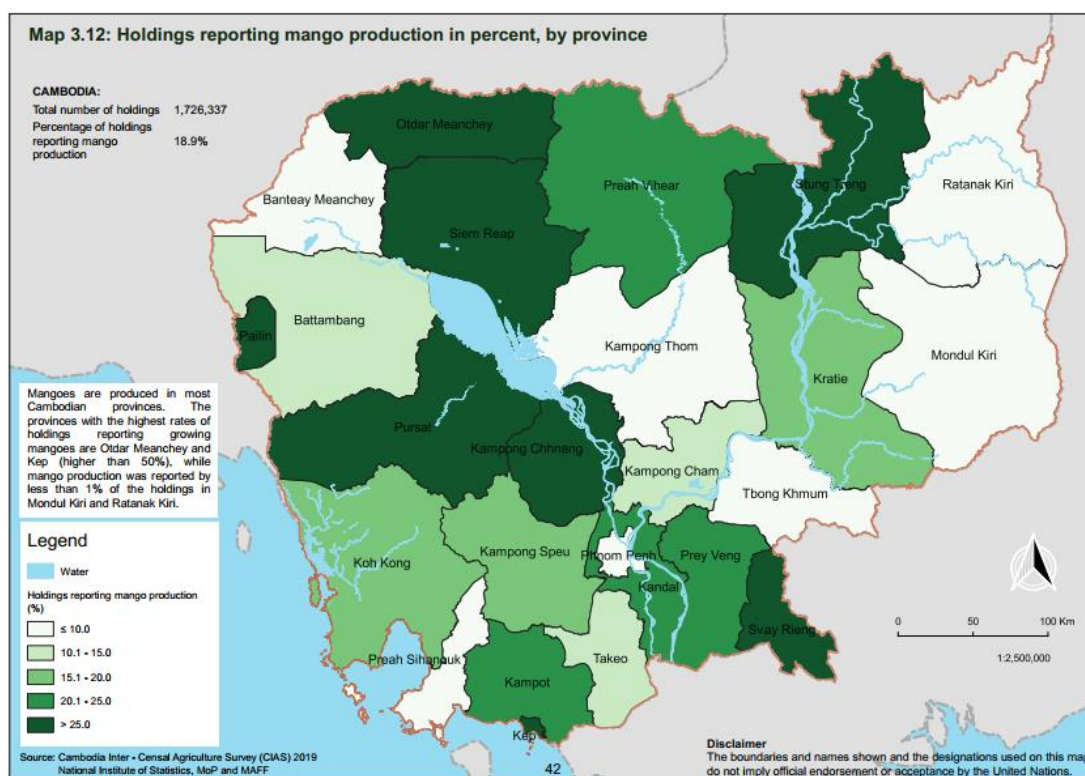 Map 3.12: Holdings reporting mango production in percent, by province
CAMBODIA:
Total number of holdings 1,726,337
Percentage of holdings
reporting mango 18.9%
production
Otdar Meanchey
Preah Vihear
Stung Treng
Ratanak Kiri
Banteay Meanchey
Siem Reap
Battambang
Pailin
Kampong Thom
Mondul Kiri
Kratie
Pursat
Kampong Chhnang
Kampong Cham
Tbong Khmum
Koh Kong
Kampong Speu
Phnom Penh
Prey Veng
Kandal
Svay Rieng
Preah Sihanouk
Takeo
Kampot
Kep
Mangoes are produced in most
Cambodian provinces. The
provinces with the highest rates of
holdings reporting growing
mangoes are Otdar Meanchey and
Kep (higher than 50%), while
mango production was reported by
less than 1% of the holdings in
Mondul Kiri and Ratanak Kiri.
Legend
Water
Holdings reporting mango production
(%)
≤ 10.0
10.1 - 15.0
15.1 - 20.0
20.1 - 25.0
> 25.0
0 50 100 Km
1:2,500,000
Source: Cambodia Inter - Censal Agriculture Survey (CIAS) 2019
National Institute of Statistics, MoP and MAFF
42
Disclaimer
The boundaries and names shown and the designations used on this map
do not imply official endorsement or acceptance by the United Nations.